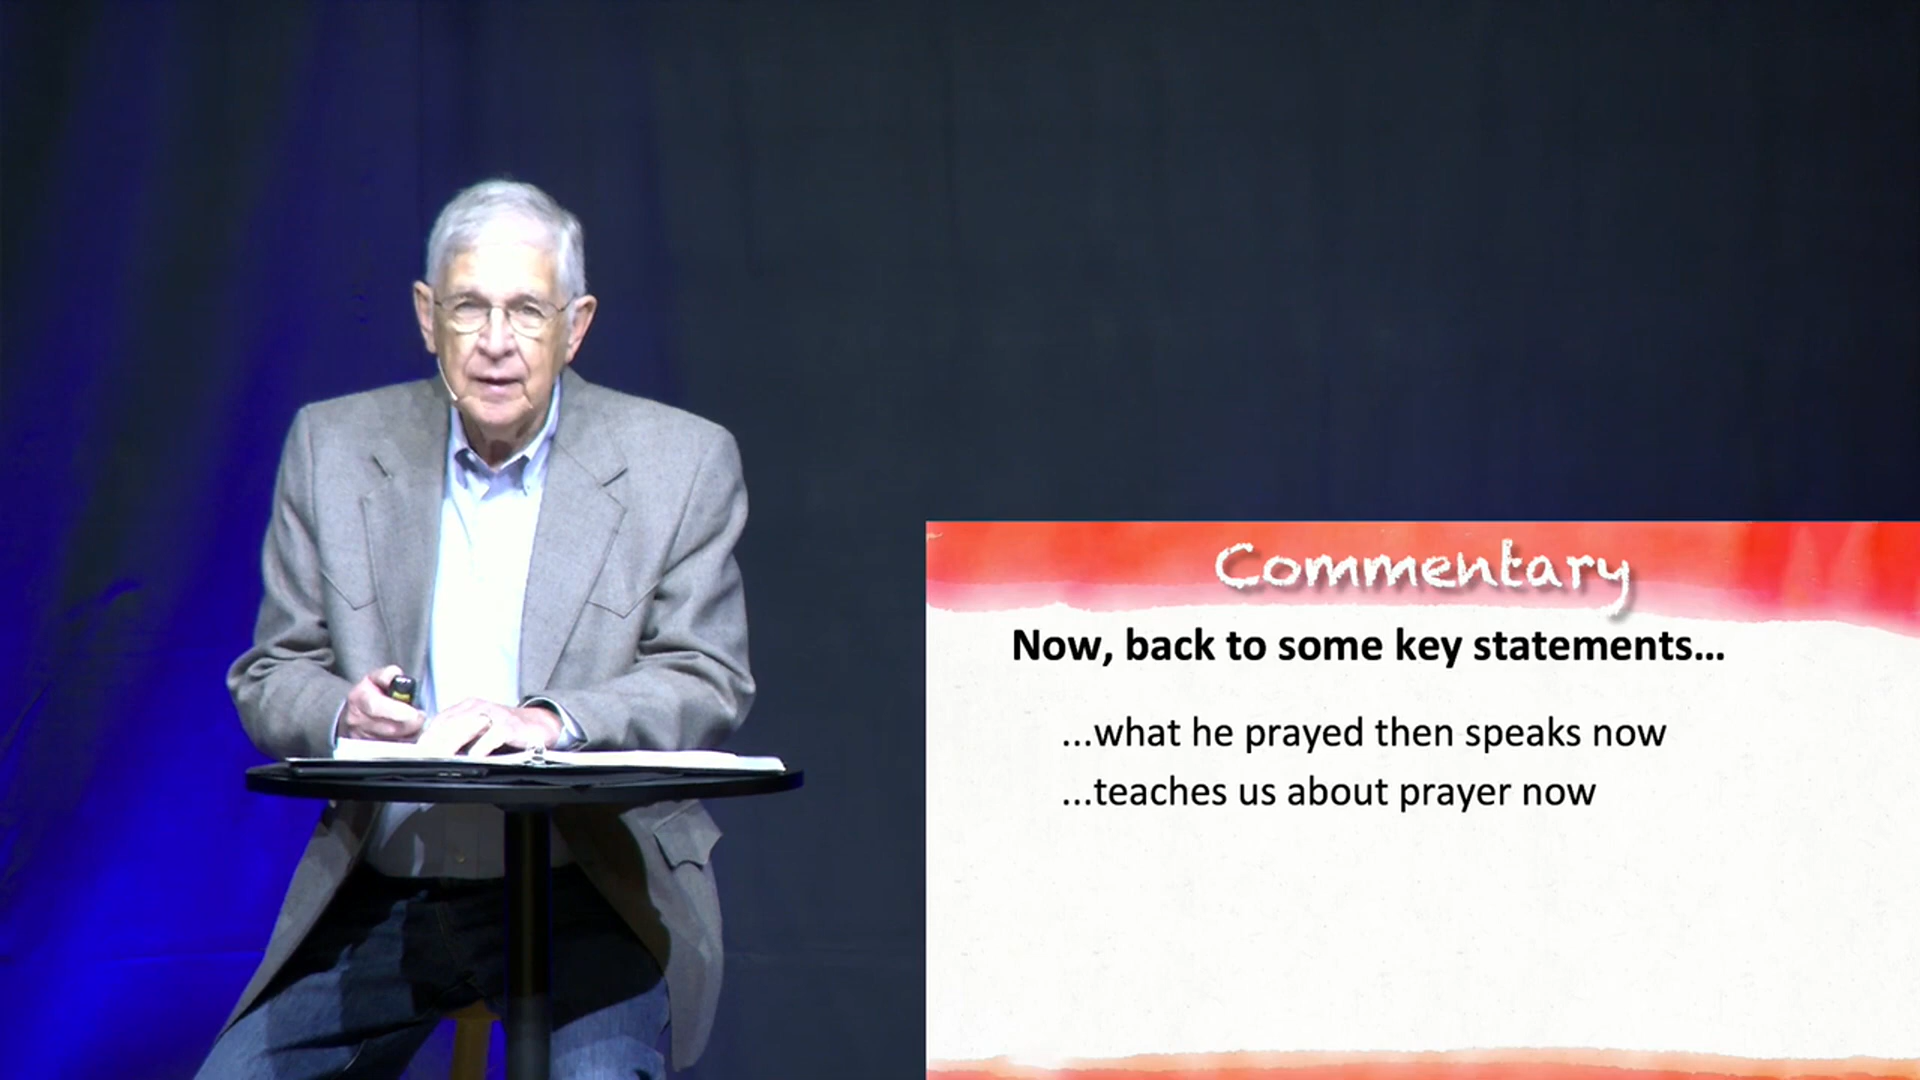 Commentary
Now, back to some key statements...
...what he prayed then speaks now
...teaches us about prayer now